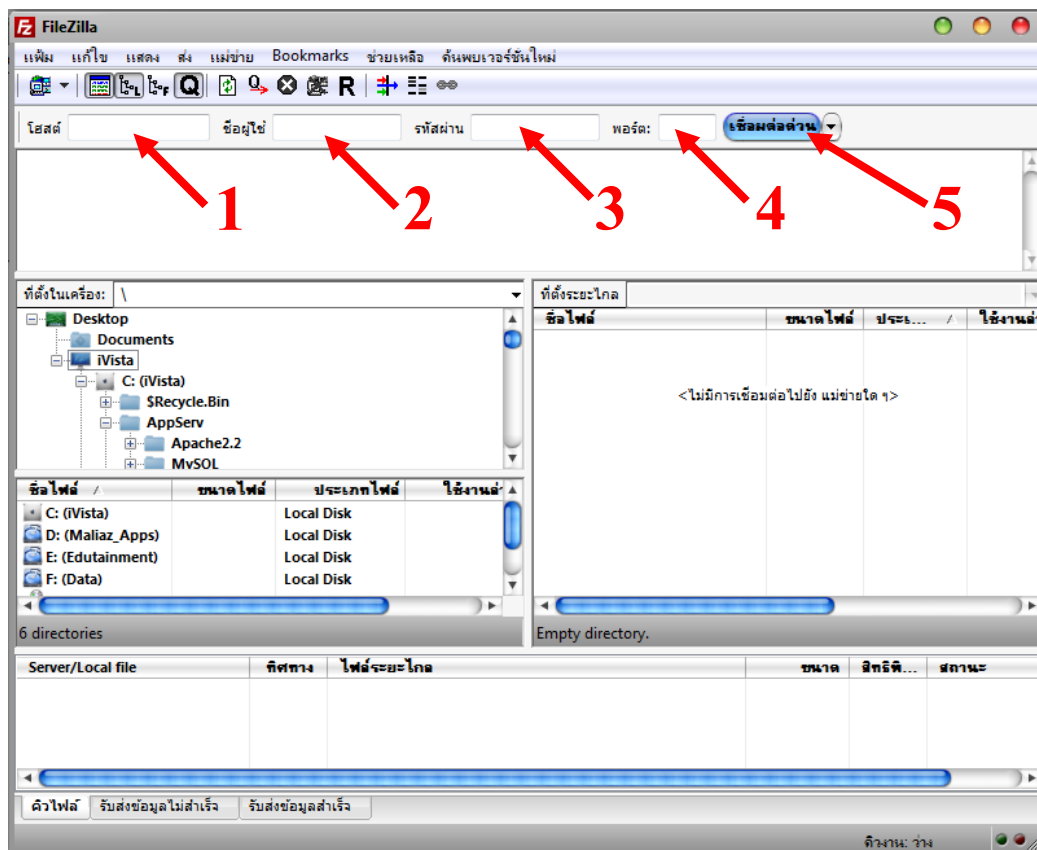 FileZilla
แฟ้ม แก้ไข แสดง ส่ง แม่ข่าย Bookmarks ช่วยเหลือ ค้นพบเวอร์ชันใหม่
โฮสต์ ชื่อผู้ใช้ รหัสผ่าน พอร์ต: เชื่อมต่อด่วน
1 2 3 4 5
ที่ตั้งในเครื่อง: \
Desktop
Documents
iVista
C: (iVista)
$Recycle.Bin
AppServ
Apache2.2
MySQL
ชื่อไฟล์ ขนาดไฟล์ ประเภทไฟล์ ใช้งานล่า
C: (iVista) Local Disk
D: (Maliaz_Apps) Local Disk
E: (Edutainment) Local Disk
F: (Data) Local Disk
6 directories
ที่ตั้งระยะไกล
ชื่อไฟล์ ขนาดไฟล์ ประเ... ใช้งานล่
<ไม่มีการเชื่อมต่อไปยัง แม่ข่ายใด ๆ>
Empty directory.
Server/Local file ทิศทาง ไฟล์ระยะไกล ขนาด สิทธิพิ... สถานะ
คิวไฟล์ รับส่งข้อมูลไม่สำเร็จ รับส่งข้อมูลสำเร็จ
คิวงาน: ว่าง